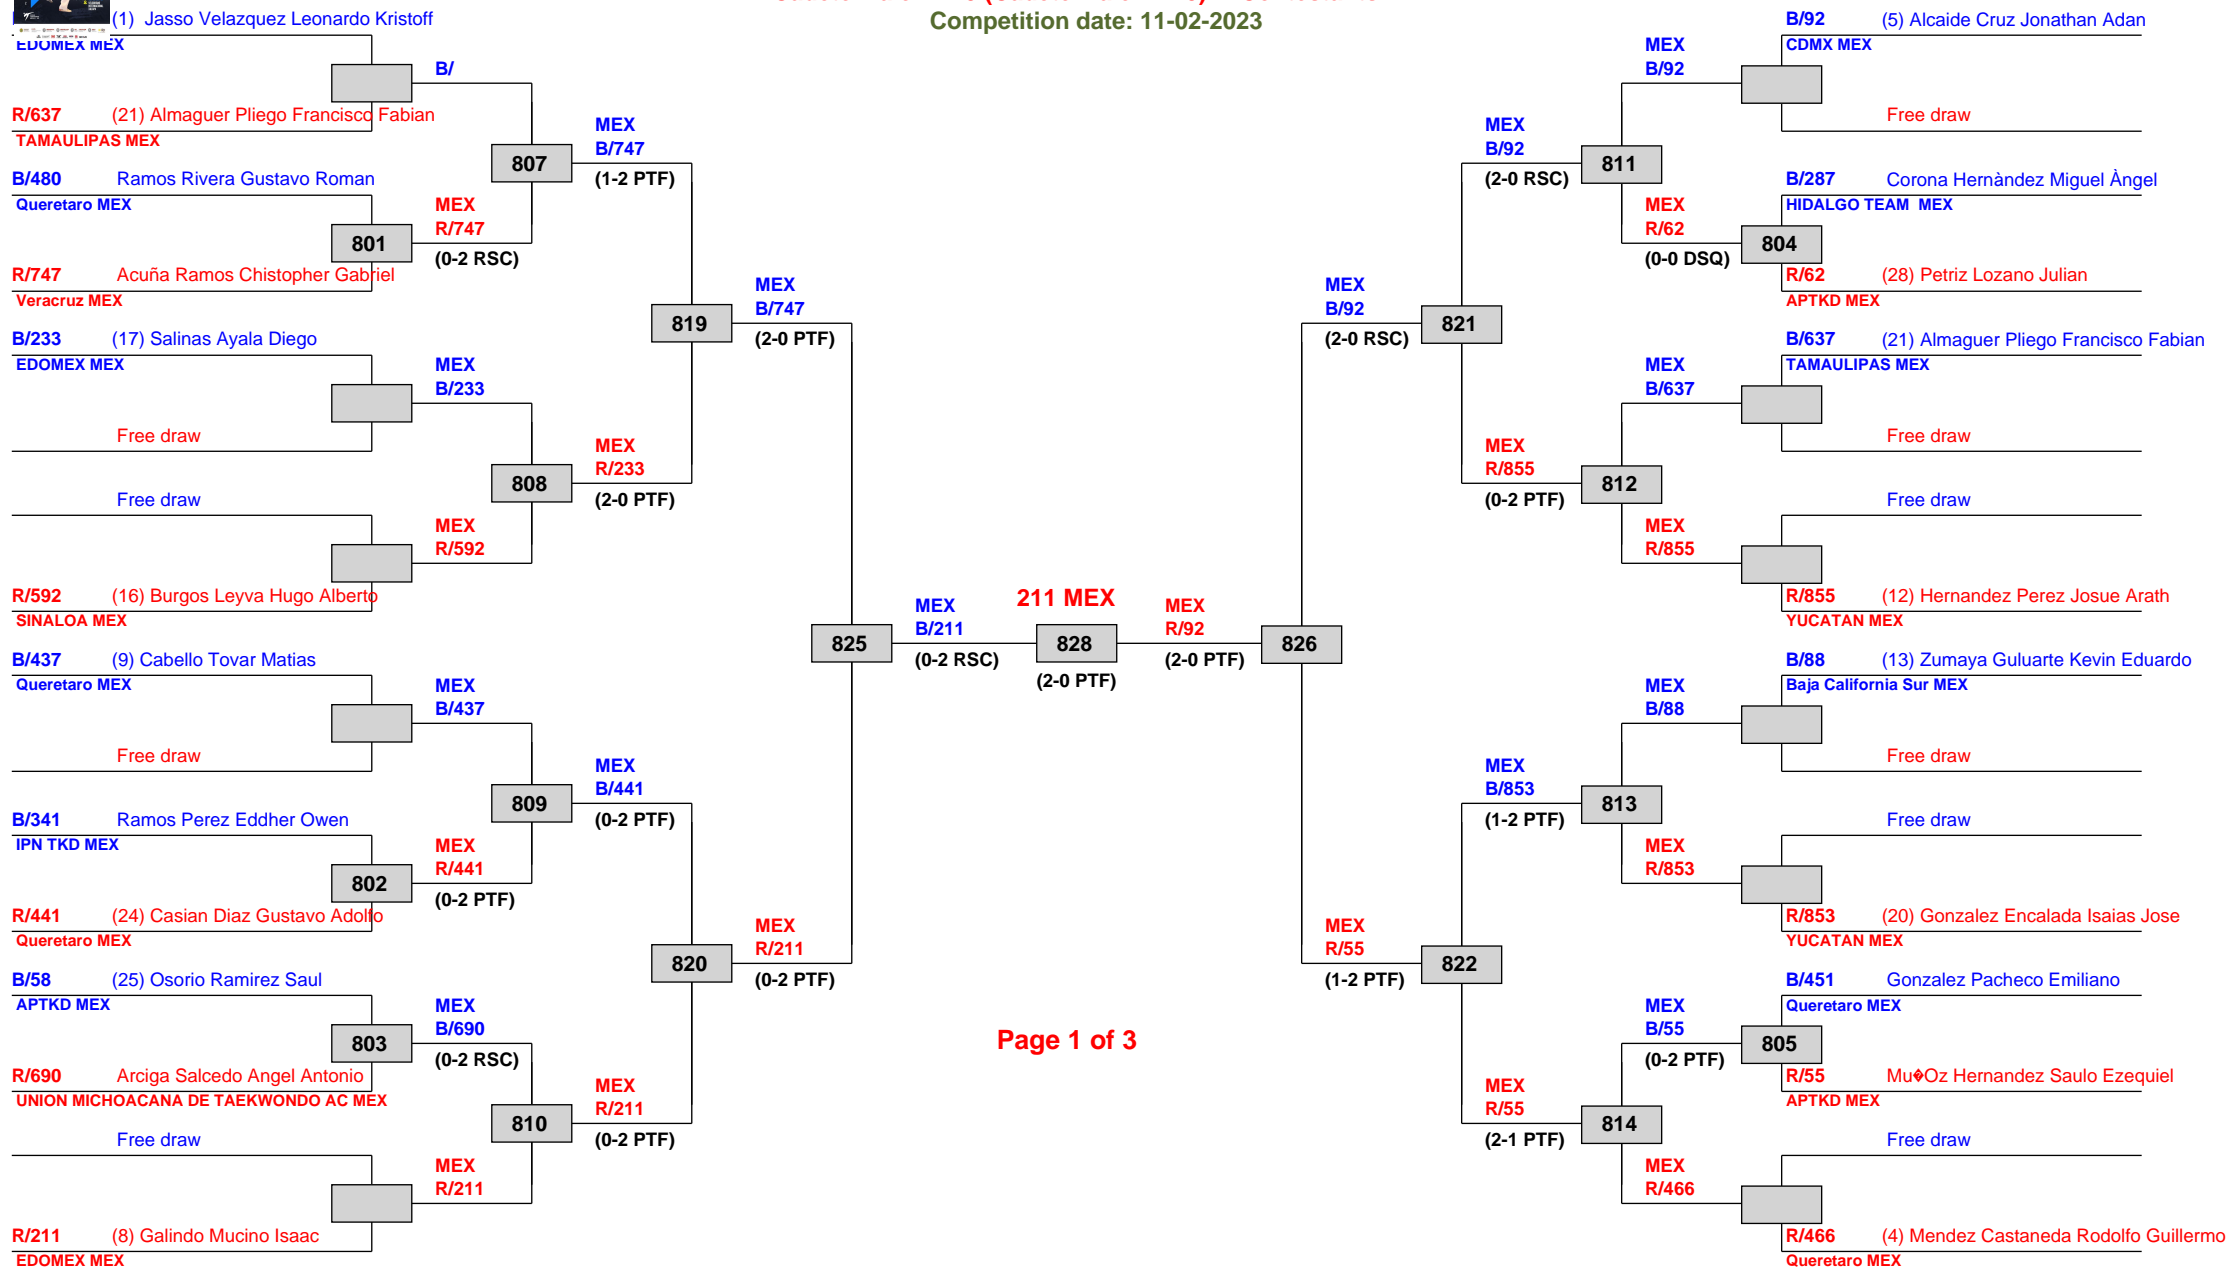 Competition date: 11-02-2023
(1) Jasso Velazquez Leonardo Kristoff
EDOMEX MEX
B/
R/637 (21) Almaguer Pliego Francisco Fabian
TAMAULIPAS MEX
807
MEX
B/747
(1-2 PTF)
B/480 Ramos Rivera Gustavo Roman
Queretaro MEX
801
MEX
R/747
(0-2 RSC)
R/747 Acuña Ramos Chistopher Gabriel
Veracruz MEX
819
MEX
B/747
(2-0 PTF)
B/233 (17) Salinas Ayala Diego
EDOMEX MEX
MEX
B/233
Free draw
808
MEX
R/233
(2-0 PTF)
Free draw
MEX
R/592
R/592 (16) Burgos Leyva Hugo Alberto
SINALOA MEX
825
MEX
B/211
(0-2 RSC)
211 MEX
828
(2-0 PTF)
MEX
R/92
(2-0 PTF)
826
B/437 (9) Cabello Tovar Matias
Queretaro MEX
MEX
B/437
Free draw
809
MEX
B/441
(0-2 PTF)
B/341 Ramos Perez Eddher Owen
IPN TKD MEX
802
MEX
R/441
(0-2 PTF)
R/441 (24) Casian Diaz Gustavo Adolfo
Queretaro MEX
820
MEX
R/211
(0-2 PTF)
B/58 (25) Osorio Ramirez Saul
APTKD MEX
803
MEX
B/690
(0-2 RSC)
R/690 Arciga Salcedo Angel Antonio
UNION MICHOACANA DE TAEKWONDO AC MEX
810
MEX
R/211
(0-2 PTF)
Free draw
MEX
R/211
R/211 (8) Galindo Mucino Isaac
EDOMEX MEX
Page 1 of 3
B/92 (5) Alcaide Cruz Jonathan Adan
CDMX MEX
MEX
B/92
Free draw
MEX
B/92
(2-0 RSC)
811
B/287 Corona Hernàndez Miguel Àngel
HIDALGO TEAM MEX
MEX
R/62
(0-0 DSQ)
804
R/62 (28) Petriz Lozano Julian
APTKD MEX
MEX
B/92
(2-0 RSC)
821
B/637 (21) Almaguer Pliego Francisco Fabian
TAMAULIPAS MEX
MEX
B/637
Free draw
MEX
R/855
(0-2 PTF)
812
Free draw
MEX
R/855
R/855 (12) Hernandez Perez Josue Arath
YUCATAN MEX
B/88 (13) Zumaya Guluarte Kevin Eduardo
Baja California Sur MEX
MEX
B/88
Free draw
MEX
B/853
(1-2 PTF)
813
Free draw
MEX
R/853
R/853 (20) Gonzalez Encalada Isaias Jose
YUCATAN MEX
MEX
R/55
(1-2 PTF)
822
B/451 Gonzalez Pacheco Emiliano
Queretaro MEX
MEX
B/55
(0-2 PTF)
805
R/55 Mu�Oz Hernandez Saulo Ezequiel
APTKD MEX
MEX
R/55
(2-1 PTF)
814
Free draw
MEX
R/466
R/466 (4) Mendez Castaneda Rodolfo Guillermo
Queretaro MEX